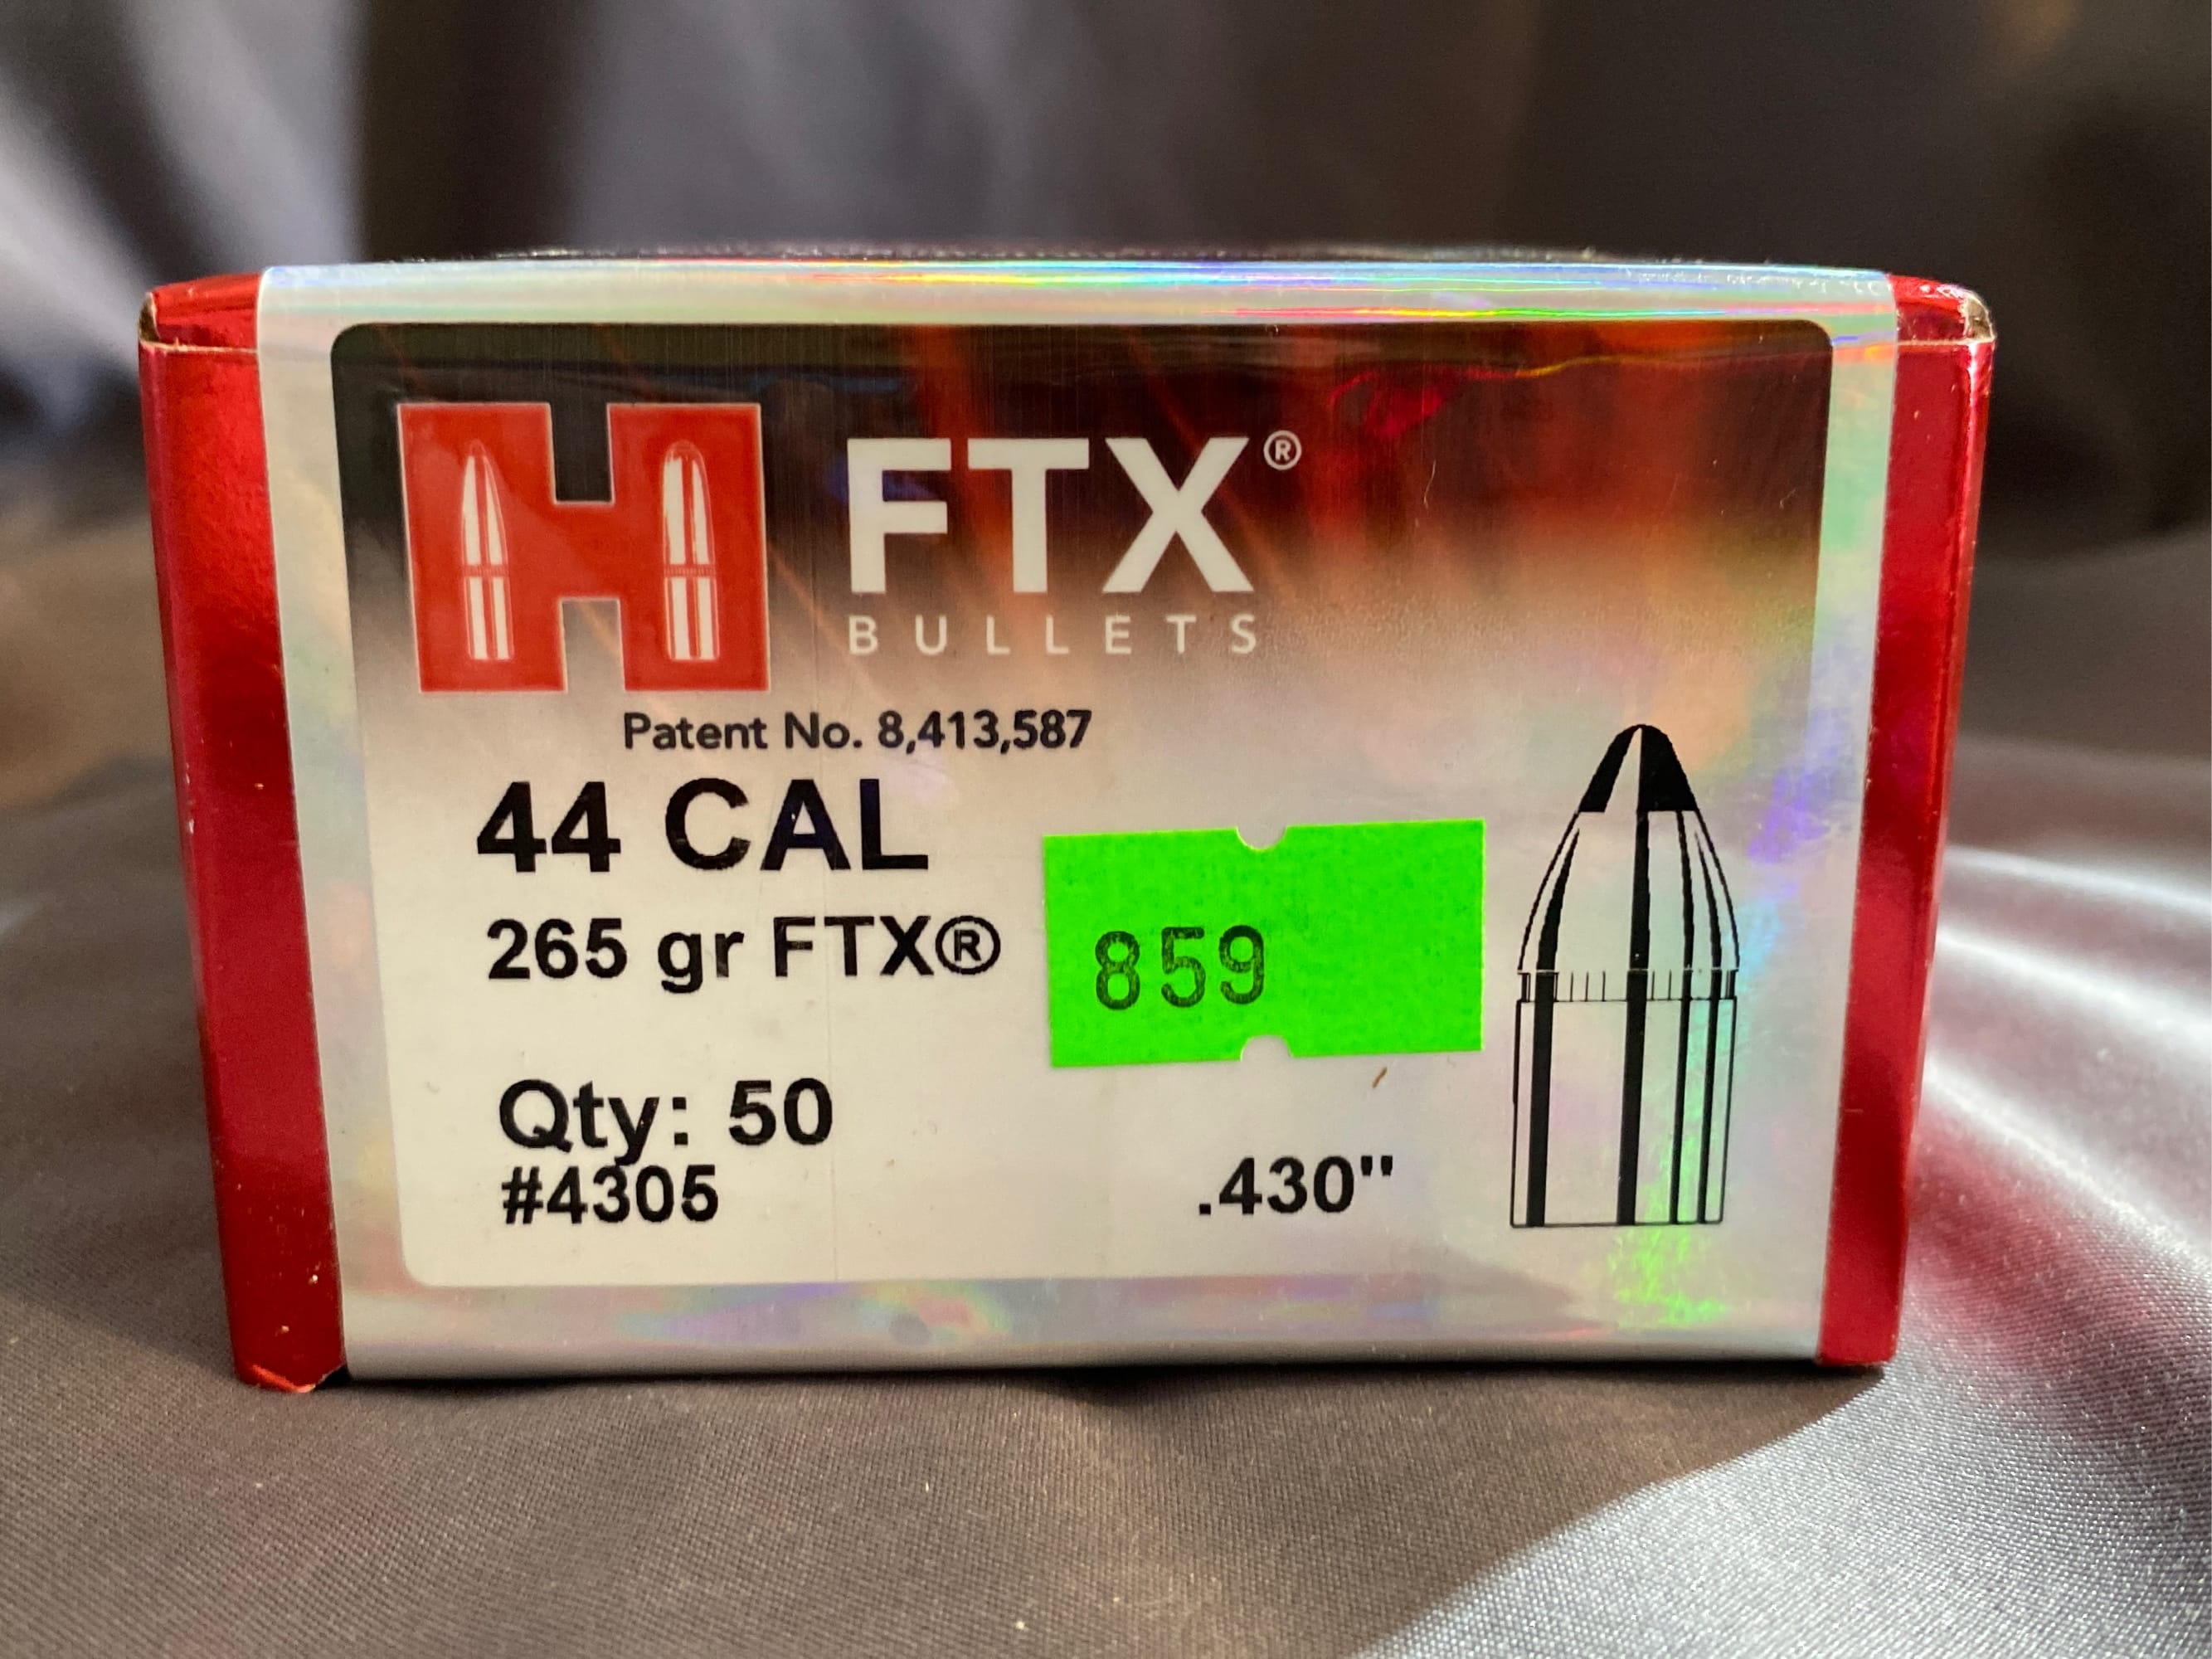 H FTX®
BULLETS
Patent No. 8,413,587
44 CAL
265 gr FTX®
859
Qty: 50
#4305
.430"